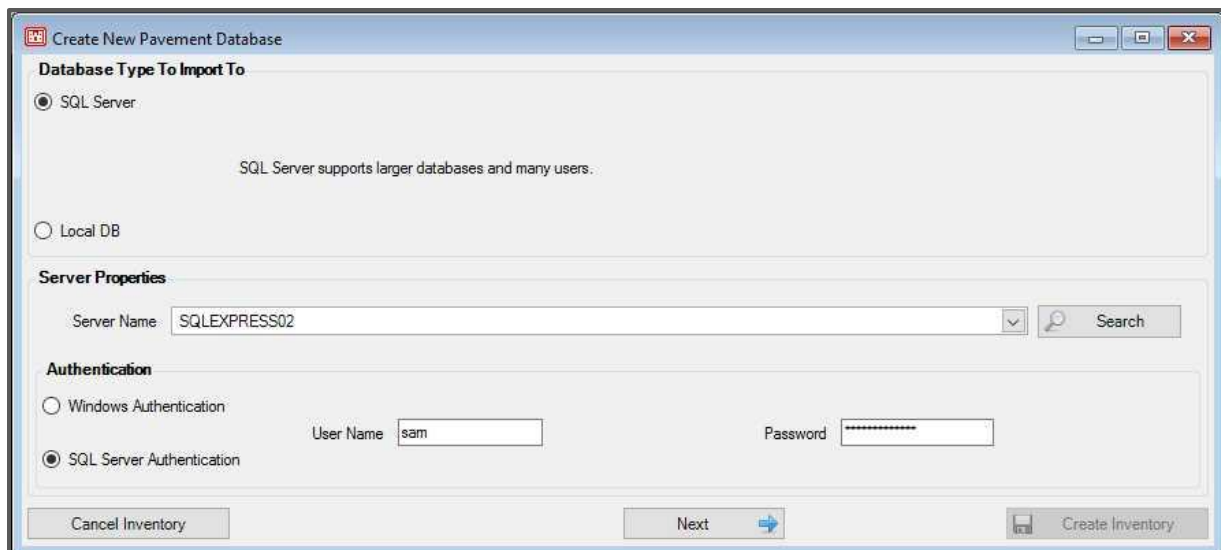 Create New Pavement Database
Database Type To Import To
SQL Server
SQL Server supports larger databases and many users.
Local DB
Server Properties
Server Name SQLEXPRESS02 Search
Authentication
Windows Authentication
User Name sam Password *************
SQL Server Authentication
Cancel Inventory Next Create Inventory